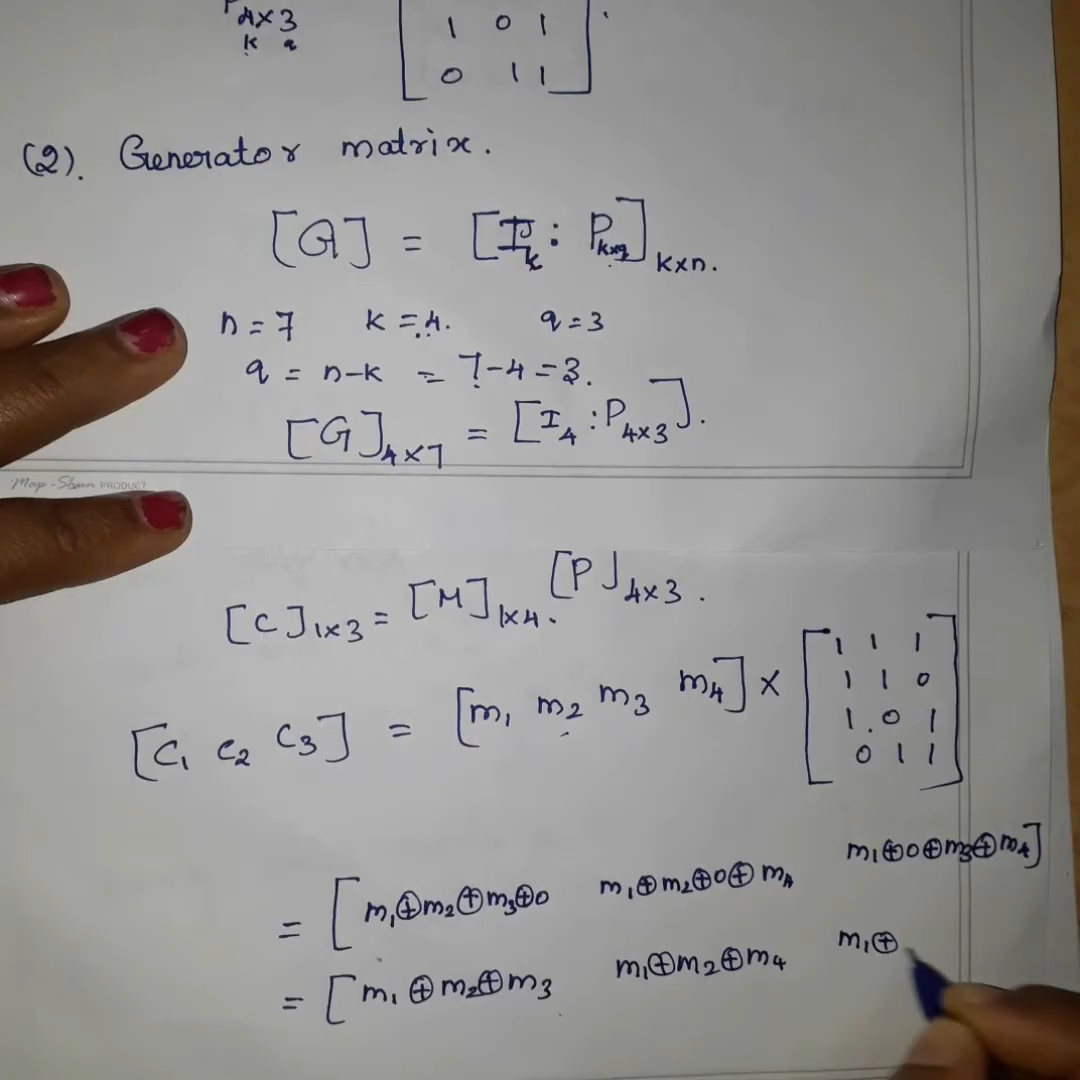 P4×3 [1 0 1
k q 0 1 1].
(2). Generator matrix.
[G] = [Ik : Pk×q]k×n.
n = 7 k = 4. q = 3
q = n-k = 7-4 = 3.
[G]4×7 = [I4 : P4×3].
Map-Shun PRODUCT
[C]1×3 = [M]1×4. [P]4×3.
[C1 C2 C3] = [m1 m2 m3 m4] × [1 1 1
1 1 0
1 0 1
0 1 1]
= [m1⊕m2⊕m3⊕0 m1⊕m2⊕0⊕m4 m1⊕0⊕m3⊕m4]
= [m1⊕m2⊕m3 m1⊕m2⊕m4 m1⊕